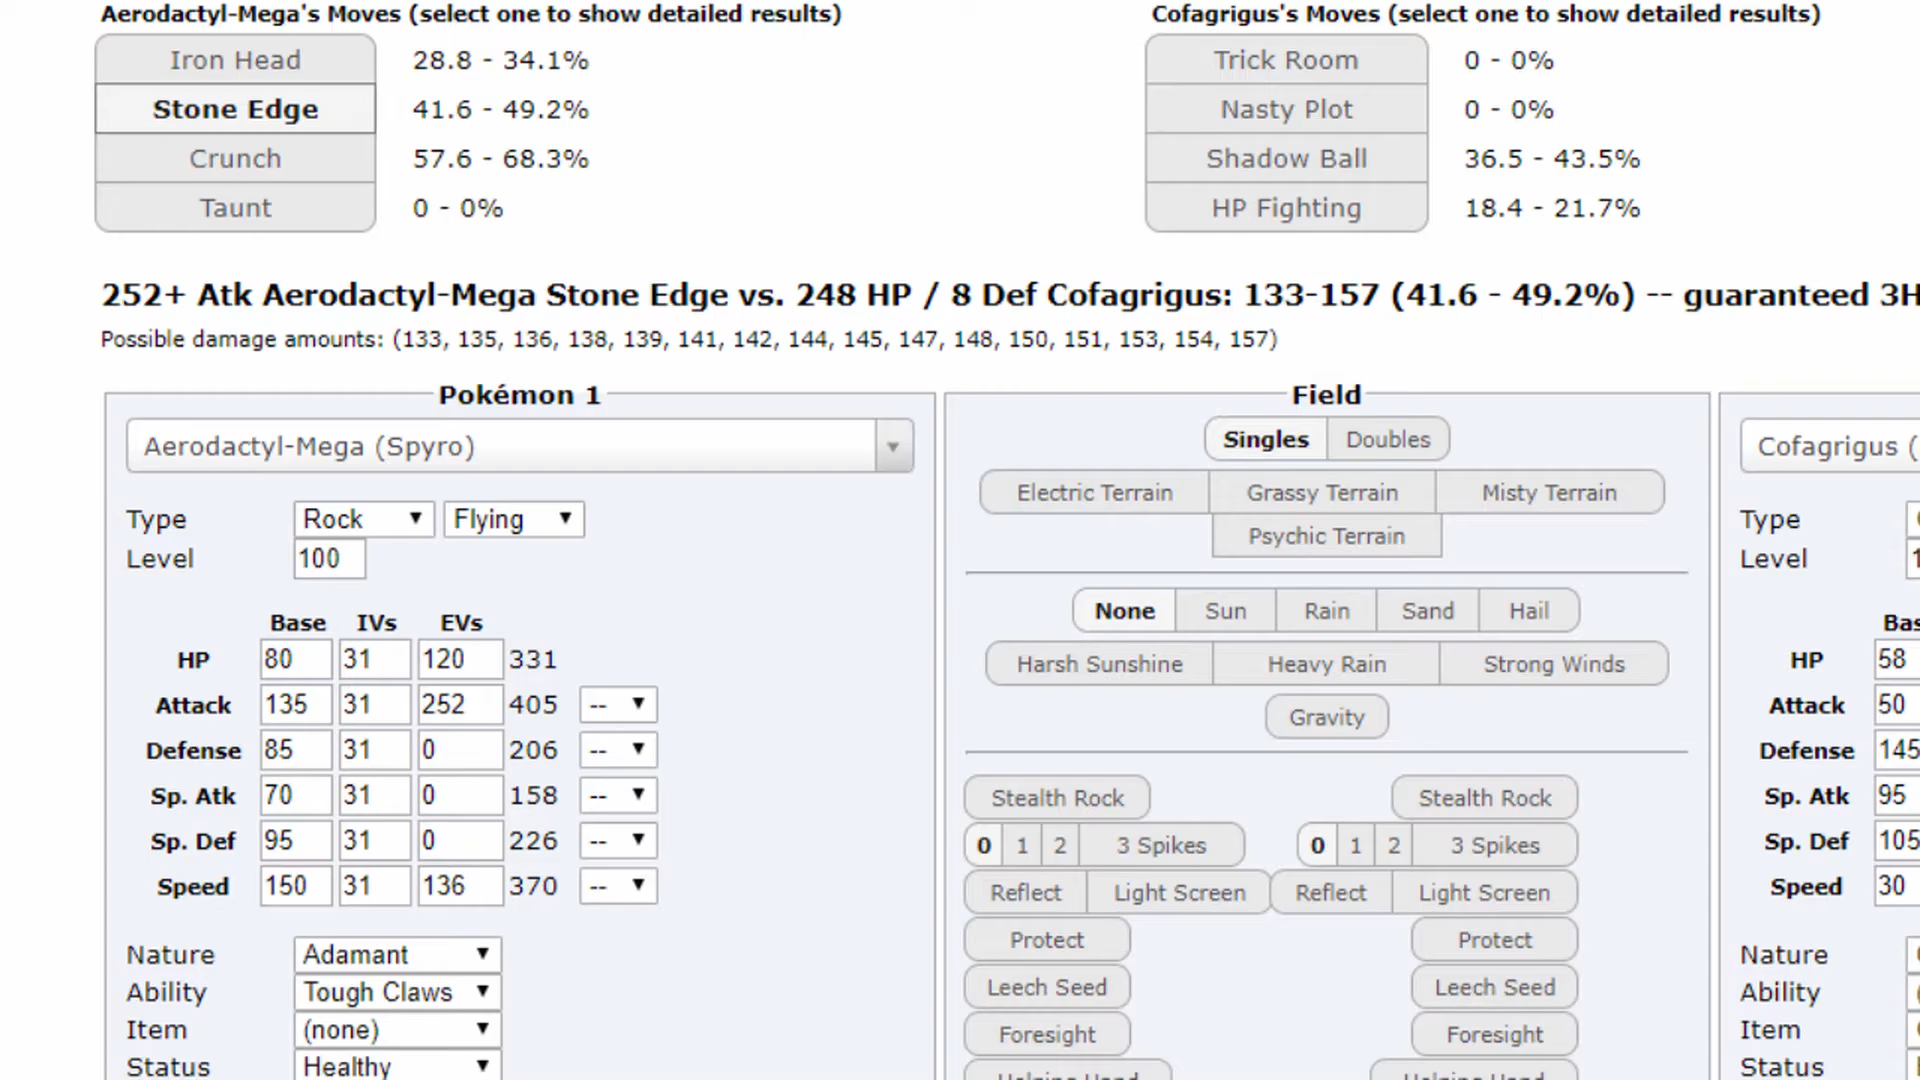 Aerodactyl-Mega's Moves (select one to show detailed results)
Cofagrigus's Moves (select one to show detailed results)
Iron Head 28.8 - 34.1%
Stone Edge 41.6 - 49.2%
Crunch 57.6 - 68.3%
Taunt 0 - 0%
Trick Room 0 - 0%
Nasty Plot 0 - 0%
Shadow Ball 36.5 - 43.5%
HP Fighting 18.4 - 21.7%
252+ Atk Aerodactyl-Mega Stone Edge vs. 248 HP / 8 Def Cofagrigus: 133-157 (41.6 - 49.2%) -- guaranteed 3H
Possible damage amounts: (133, 135, 136, 138, 139, 141, 142, 144, 145, 147, 148, 150, 151, 153, 154, 157)
Pokémon 1
Aerodactyl-Mega (Spyro)
Type Rock Flying
Level 100
Base IVs EVs
HP 80 31 120 331
Attack 135 31 252 405 --
Defense 85 31 0 206 --
Sp. Atk 70 31 0 158 --
Sp. Def 95 31 0 226 --
Speed 150 31 136 370 --
Nature Adamant
Ability Tough Claws
Item (none)
Status Healthy
Field
Singles Doubles
Electric Terrain Grassy Terrain Misty Terrain
Psychic Terrain
None Sun Rain Sand Hail
Harsh Sunshine Heavy Rain Strong Winds
Gravity
Stealth Rock Stealth Rock
0 1 2 3 Spikes 0 1 2 3 Spikes
Reflect Light Screen Reflect Light Screen
Protect Protect
Leech Seed Leech Seed
Foresight Foresight
Helping Hand Helping Hand
Cofagrigus (
Type
Level 1
Bas
HP 58
Attack 50
Defense 145
Sp. Atk 95
Sp. Def 105
Speed 30
Nature
Ability
Item
Status